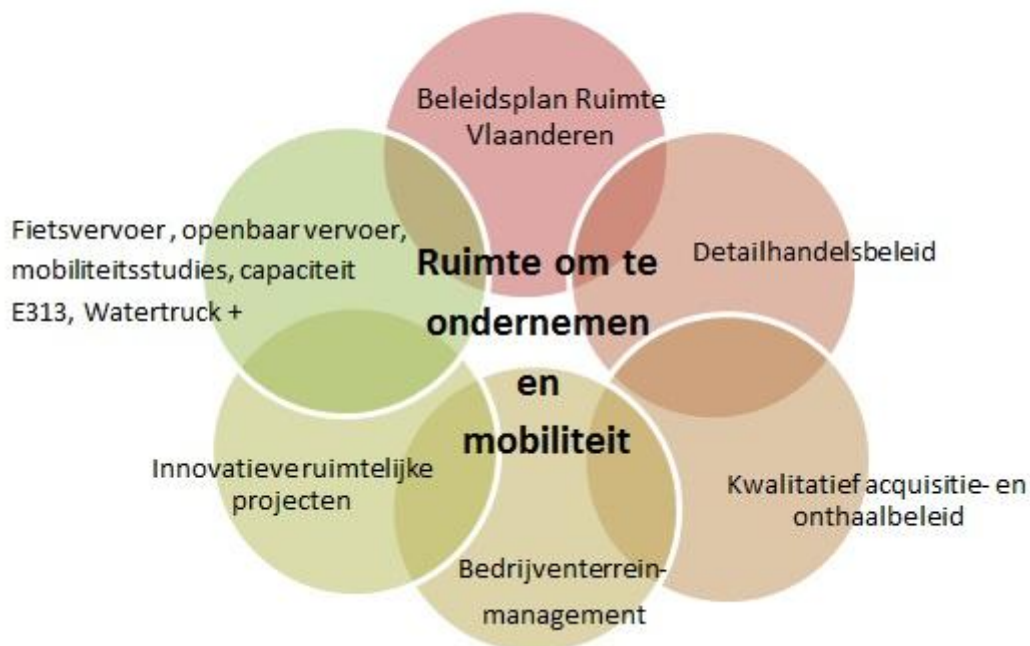 Beleidsplan Ruimte
Vlaanderen
Detailhandelsbeleid
Kwalitatief acquisitie- en
onthaalbeleid
Bedrijventerrein-
management
Innovatieve ruimtelijke
projecten
Fietsvervoer , openbaar vervoer,
mobiliteitsstudies, capaciteit
E313, Watertruck +
Ruimte om te
ondernemen
en
mobiliteit